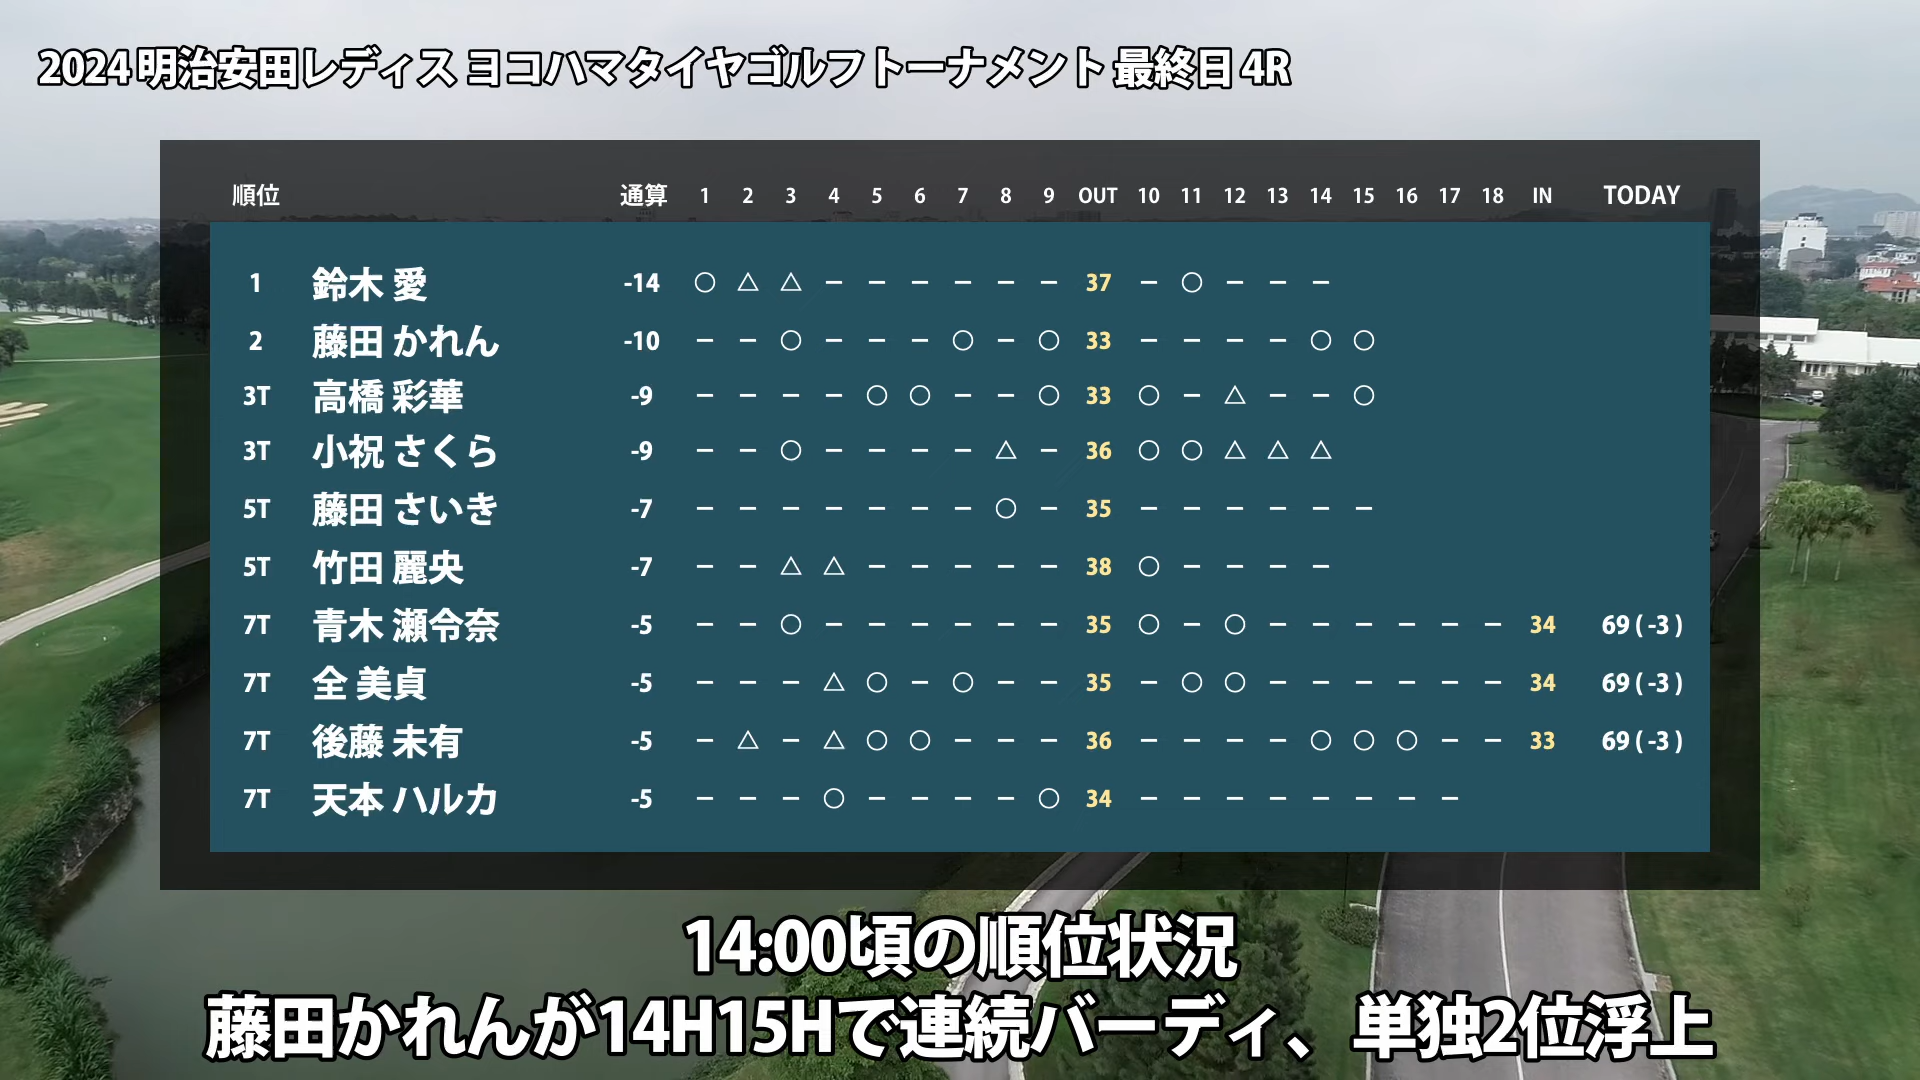 2024 明治安田レディス ヨコハマタイヤゴルフトーナメント 最終日 4R
順位 通算 1 2 3 4 5 6 7 8 9 OUT 10 11 12 13 14 15 16 17 18 IN TODAY
1 鈴木 愛 -14 ○ △ △ － － － － － － 37 － ○ － － －
2 藤田 かれん -10 － － ○ － － － ○ － ○ 33 － － － － ○ ○
3T 高橋 彩華 -9 － － － － ○ ○ － － ○ 33 ○ － △ － － ○
3T 小祝 さくら -9 － － ○ － － － － △ － 36 ○ ○ △ △ △
5T 藤田 さいき -7 － － － － － － － ○ － 35 － － － － － －
5T 竹田 麗央 -7 － － △ △ － － － － － 38 ○ － － － －
7T 青木 瀬令奈 -5 － － ○ － － － － － － 35 ○ － ○ － － － － － － 34 69 ( -3 )
7T 全 美貞 -5 － － － △ ○ － ○ － － 35 － ○ ○ － － － － － － 34 69 ( -3 )
7T 後藤 未有 -5 － △ － △ ○ ○ － － － 36 － － － － ○ ○ ○ － － 33 69 ( -3 )
7T 天本 ハルカ -5 － － － ○ － － － － ○ 34 － － － － － － － －
14:00頃の順位状況
藤田かれんが14H15Hで連続バーディ、単独2位浮上